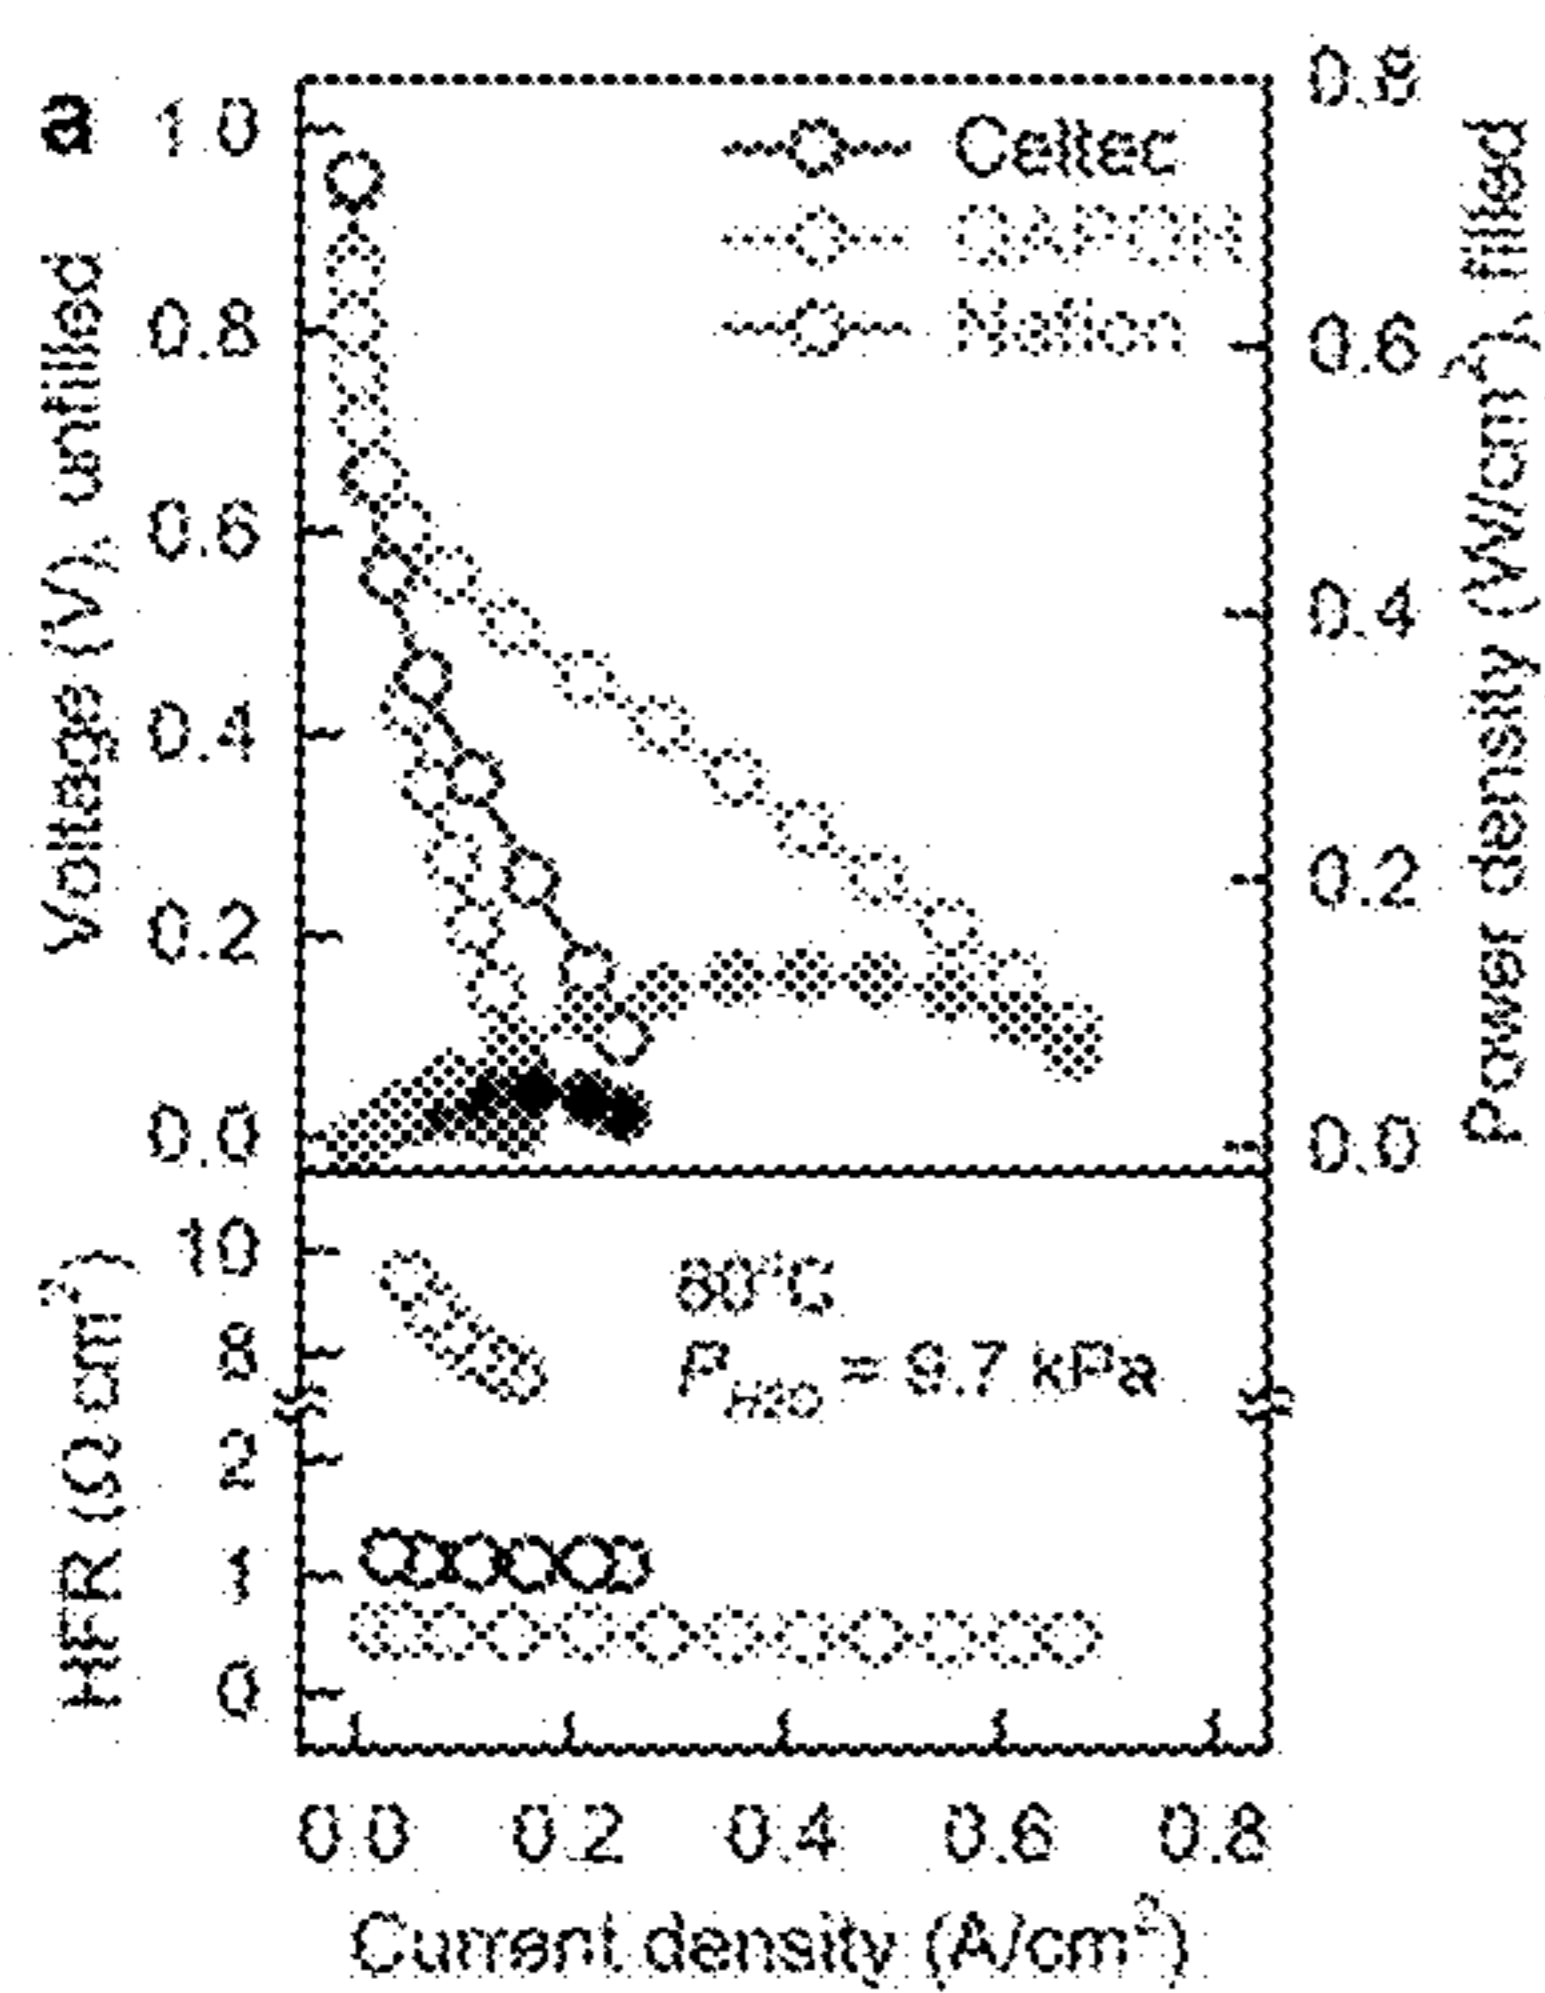 a
Voltage (V), unfilled
1.0
0.8
0.6
0.4
0.2
0.0
Celtec
QAPOH
Nafion
0.8
0.6
0.4
0.2
0.0
Power density (W/cm²), filled
HFR (Ω cm²)
10
8
2
1
0
80°C
P_H2O = 9.7 kPa
0.0 0.2 0.4 0.6 0.8
Current density (A/cm²)